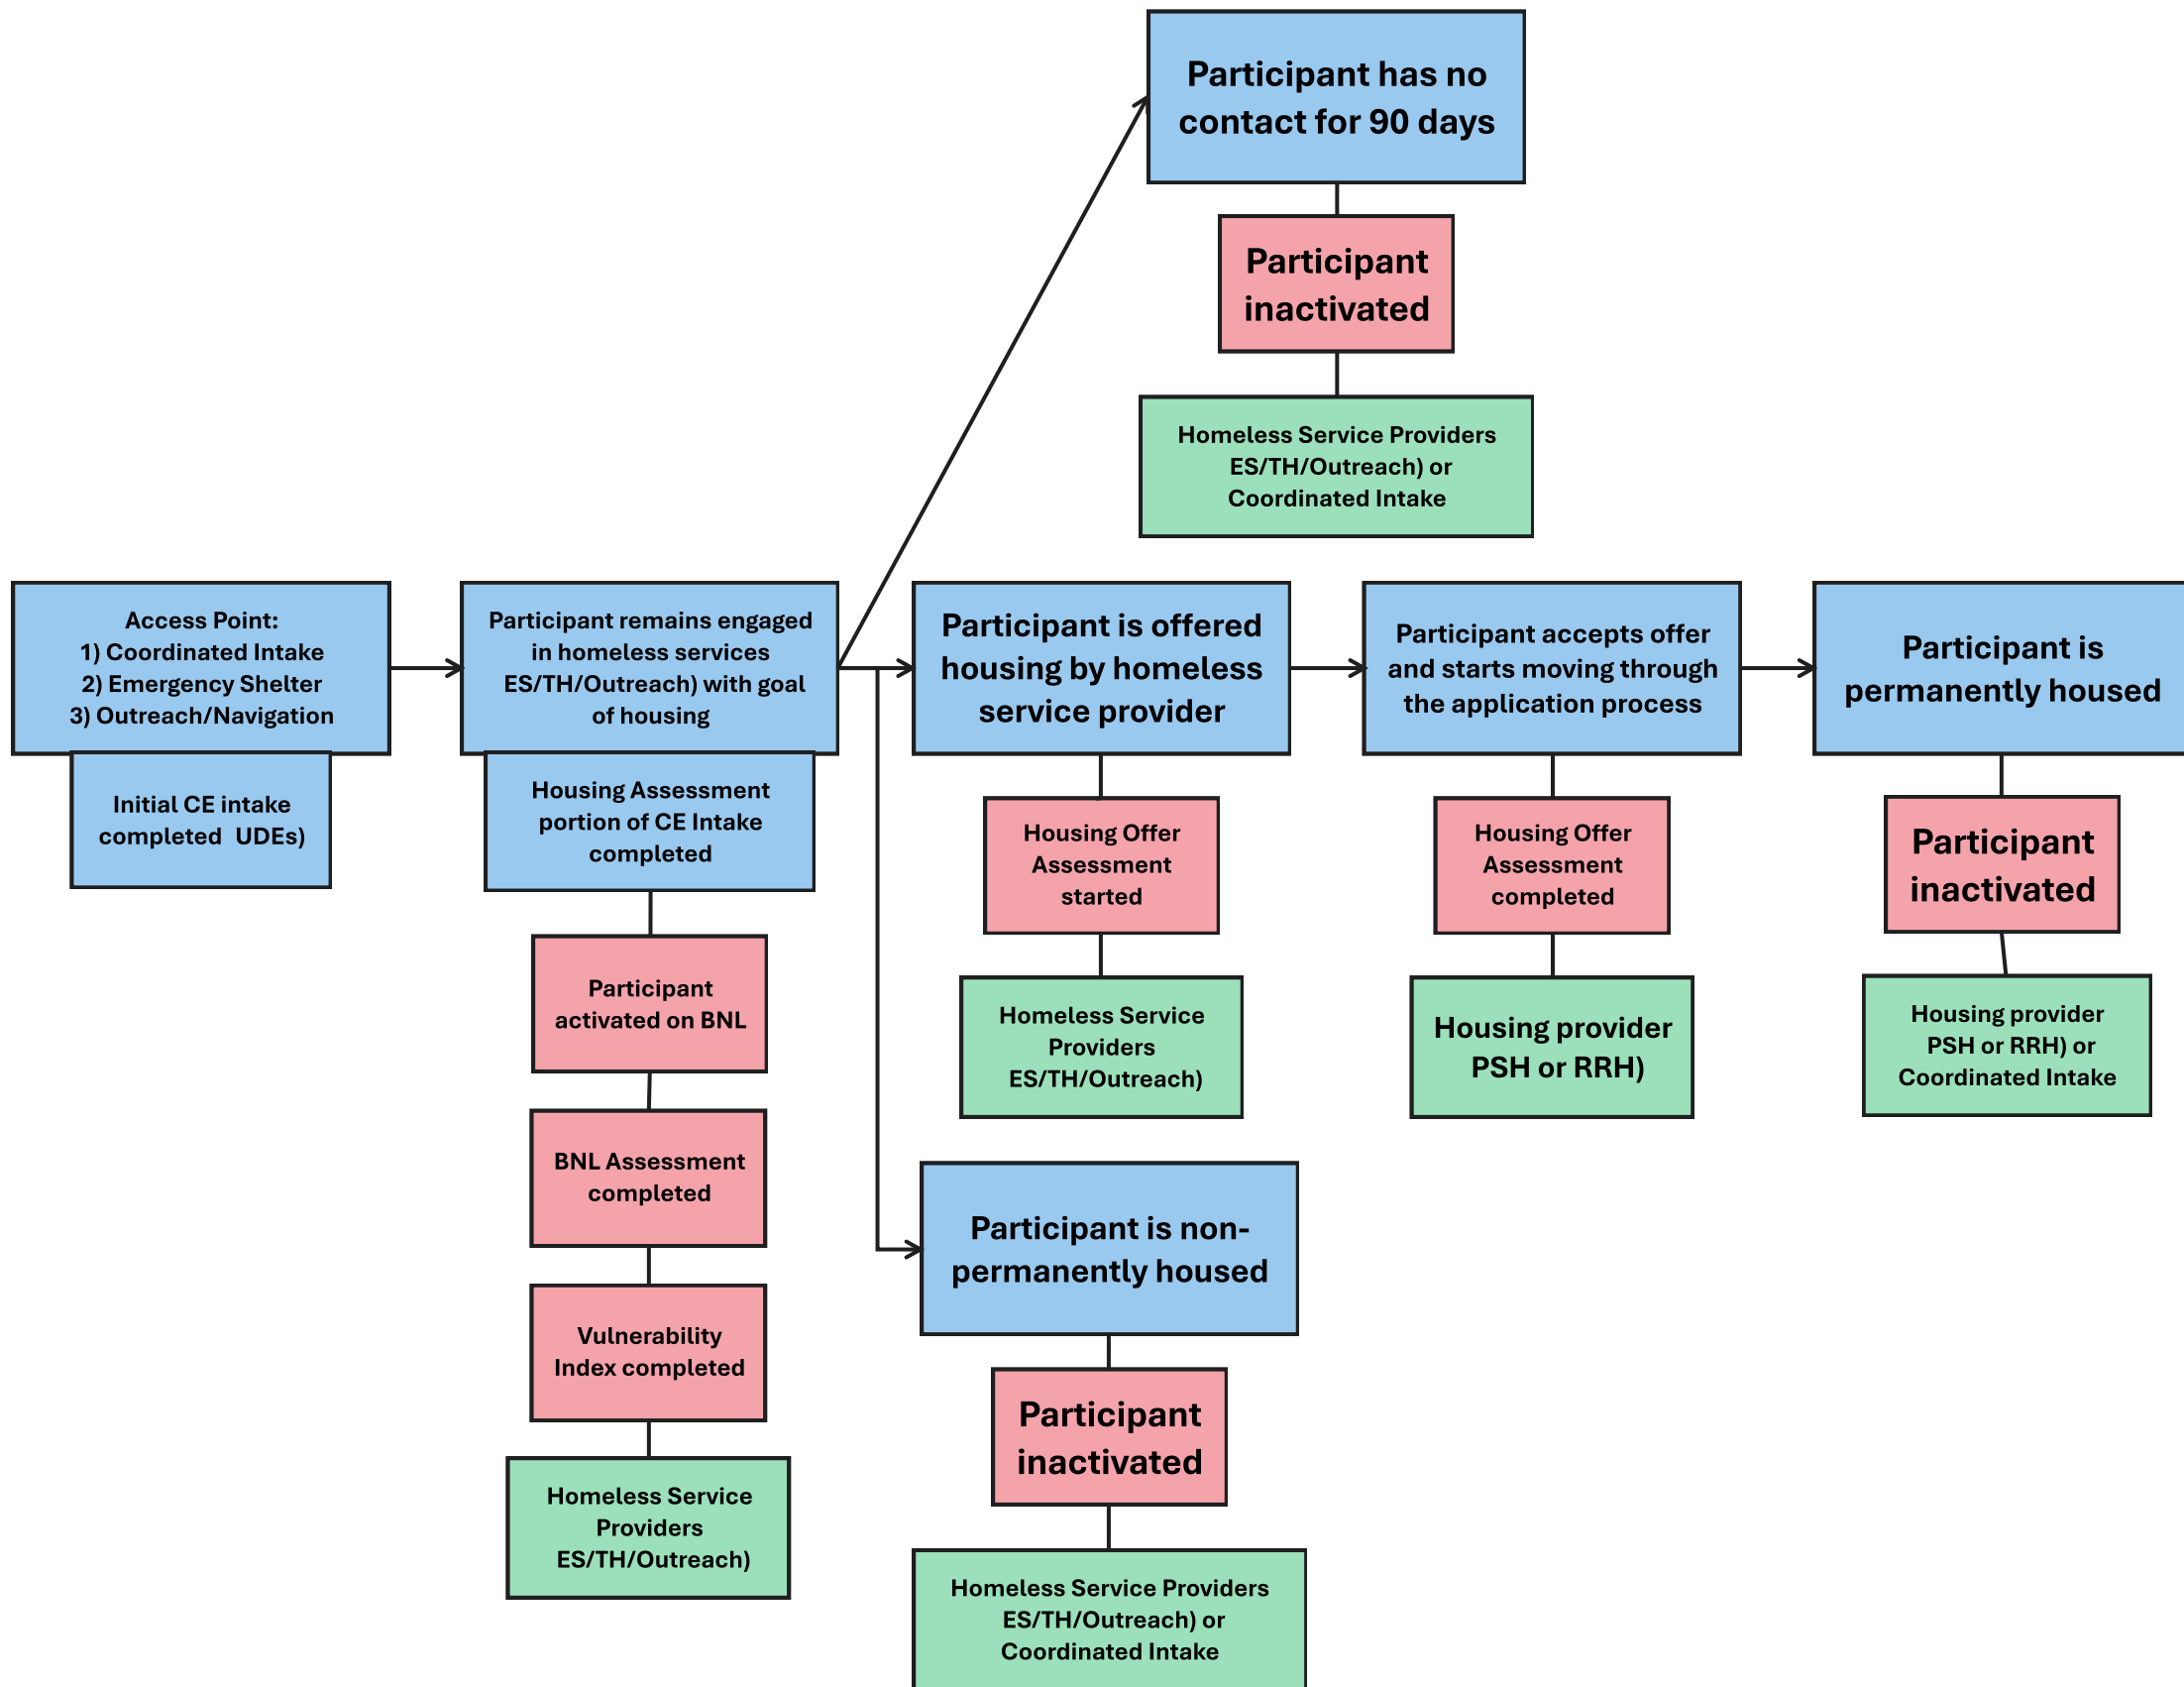 Participant has no
contact for 90 days
Participant
inactivated
Homeless Service Providers
ES/TH/Outreach) or
Coordinated Intake
Access Point:
1) Coordinated Intake
2) Emergency Shelter
3) Outreach/Navigation
Initial CE intake
completed UDEs)
Participant remains engaged
in homeless services
ES/TH/Outreach) with goal
of housing
Housing Assessment
portion of CE Intake
completed
Participant
activated on BNL
BNL Assessment
completed
Vulnerability
Index completed
Homeless Service
Providers
ES/TH/Outreach)
Participant is offered
housing by homeless
service provider
Housing Offer
Assessment
started
Homeless Service
Providers
ES/TH/Outreach)
Participant accepts offer
and starts moving through
the application process
Housing Offer
Assessment
completed
Housing provider
PSH or RRH)
Participant is
permanently housed
Participant
inactivated
Housing provider
PSH or RRH) or
Coordinated Intake
Participant is non-
permanently housed
Participant
inactivated
Homeless Service Providers
ES/TH/Outreach) or
Coordinated Intake